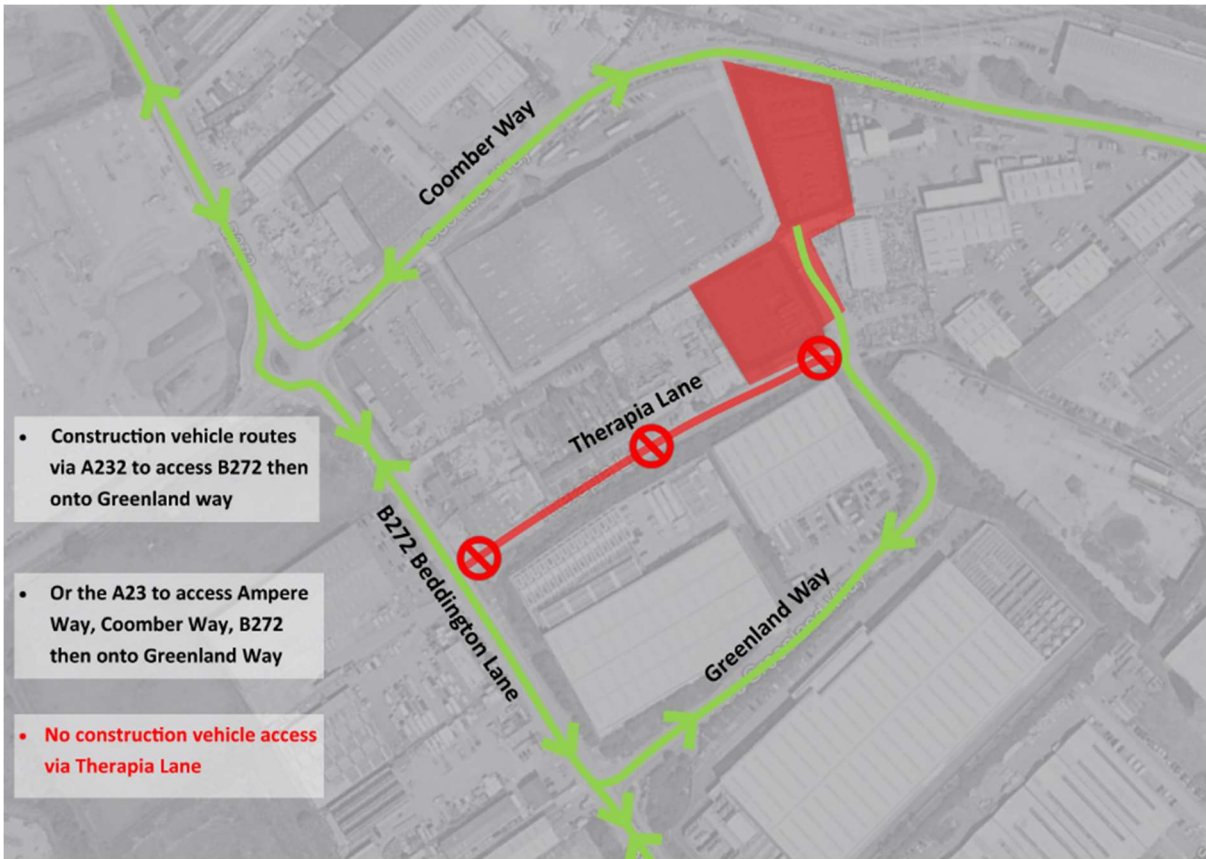 Coomber Way
Therapia Lane
• Construction vehicle routes
via A232 to access B272 then
onto Greenland way
B272 Beddington Lane
• Or the A23 to access Ampere
Way, Coomber Way, B272
then onto Greenland Way
Greenland Way
• No construction vehicle access
via Therapia Lane